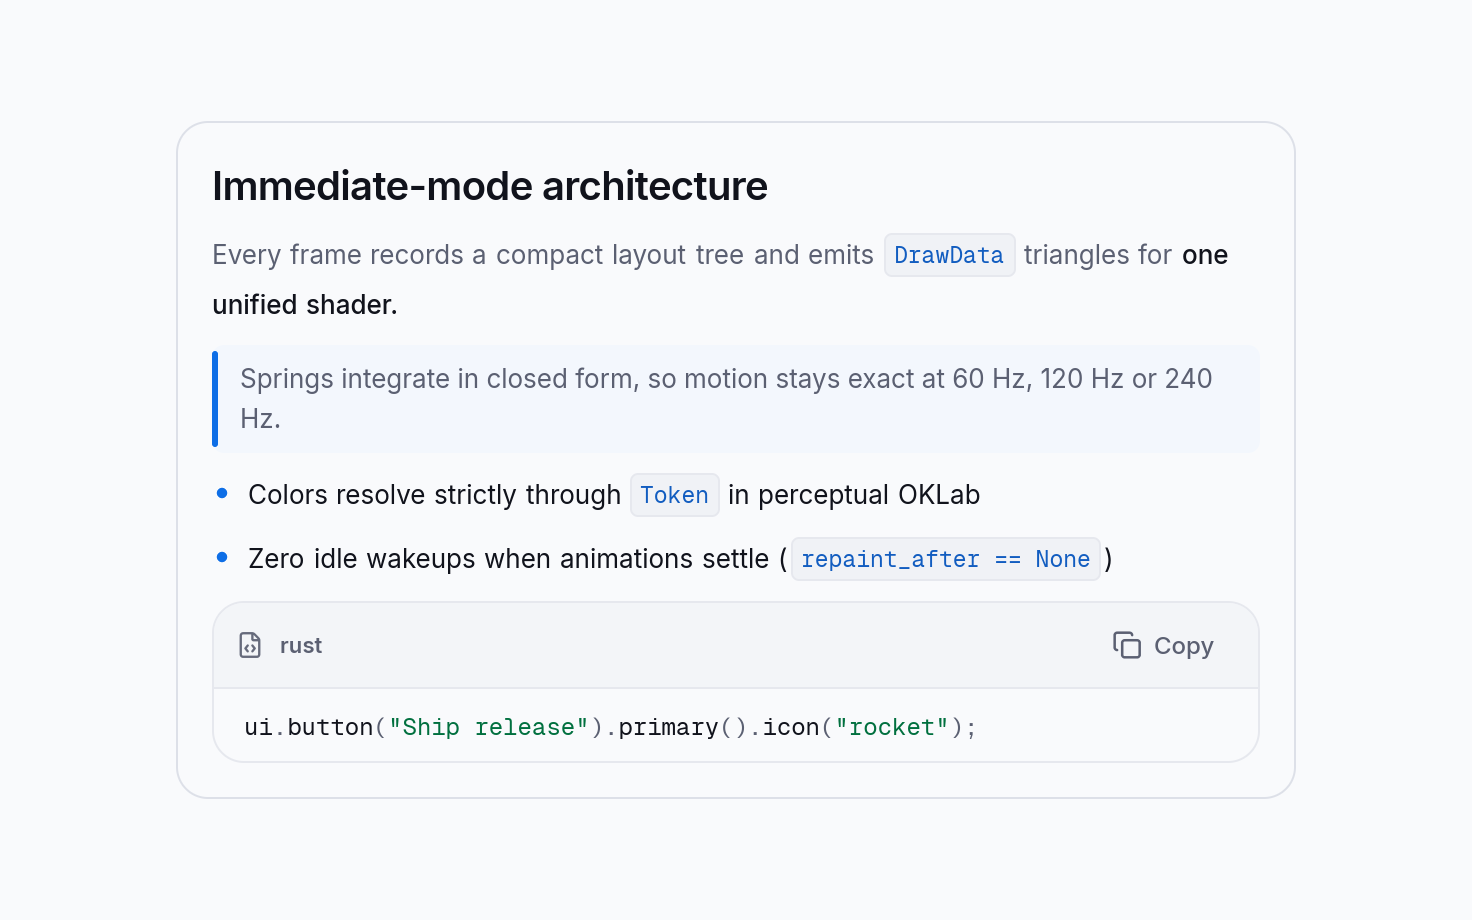 Immediate-mode architecture
Every frame records a compact layout tree and emits DrawData triangles for one
unified shader.
Springs integrate in closed form, so motion stays exact at 60 Hz, 120 Hz or 240
Hz.
Colors resolve strictly through Token in perceptual OKLab
Zero idle wakeups when animations settle (repaint_after == None)
rust
Copy
ui.button("Ship release").primary().icon("rocket");